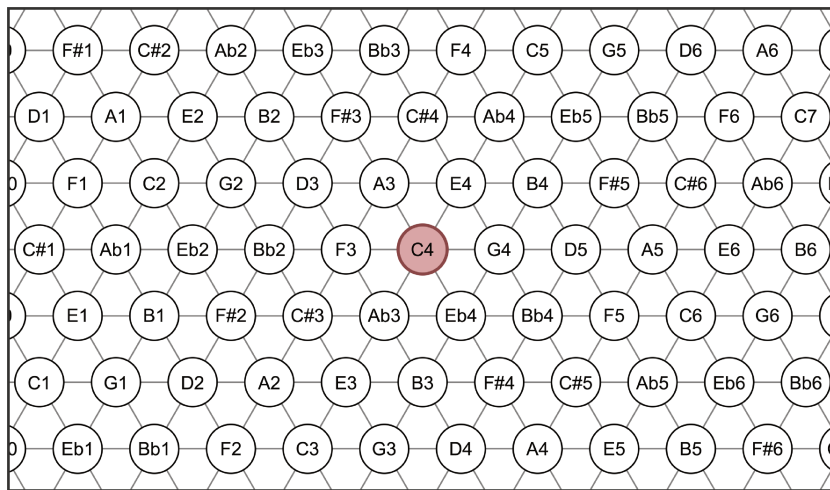 F#1 C#2 Ab2 Eb3 Bb3 F4 C5 G5 D6 A6
D1 A1 E2 B2 F#3 C#4 Ab4 Eb5 Bb5 F6 C7
F1 C2 G2 D3 A3 E4 B4 F#5 C#6 Ab6
C#1 Ab1 Eb2 Bb2 F3 C4 G4 D5 A5 E6 B6
E1 B1 F#2 C#3 Ab3 Eb4 Bb4 F5 C6 G6
C1 G1 D2 A2 E3 B3 F#4 C#5 Ab5 Eb6 Bb6
Eb1 Bb1 F2 C3 G3 D4 A4 E5 B5 F#6